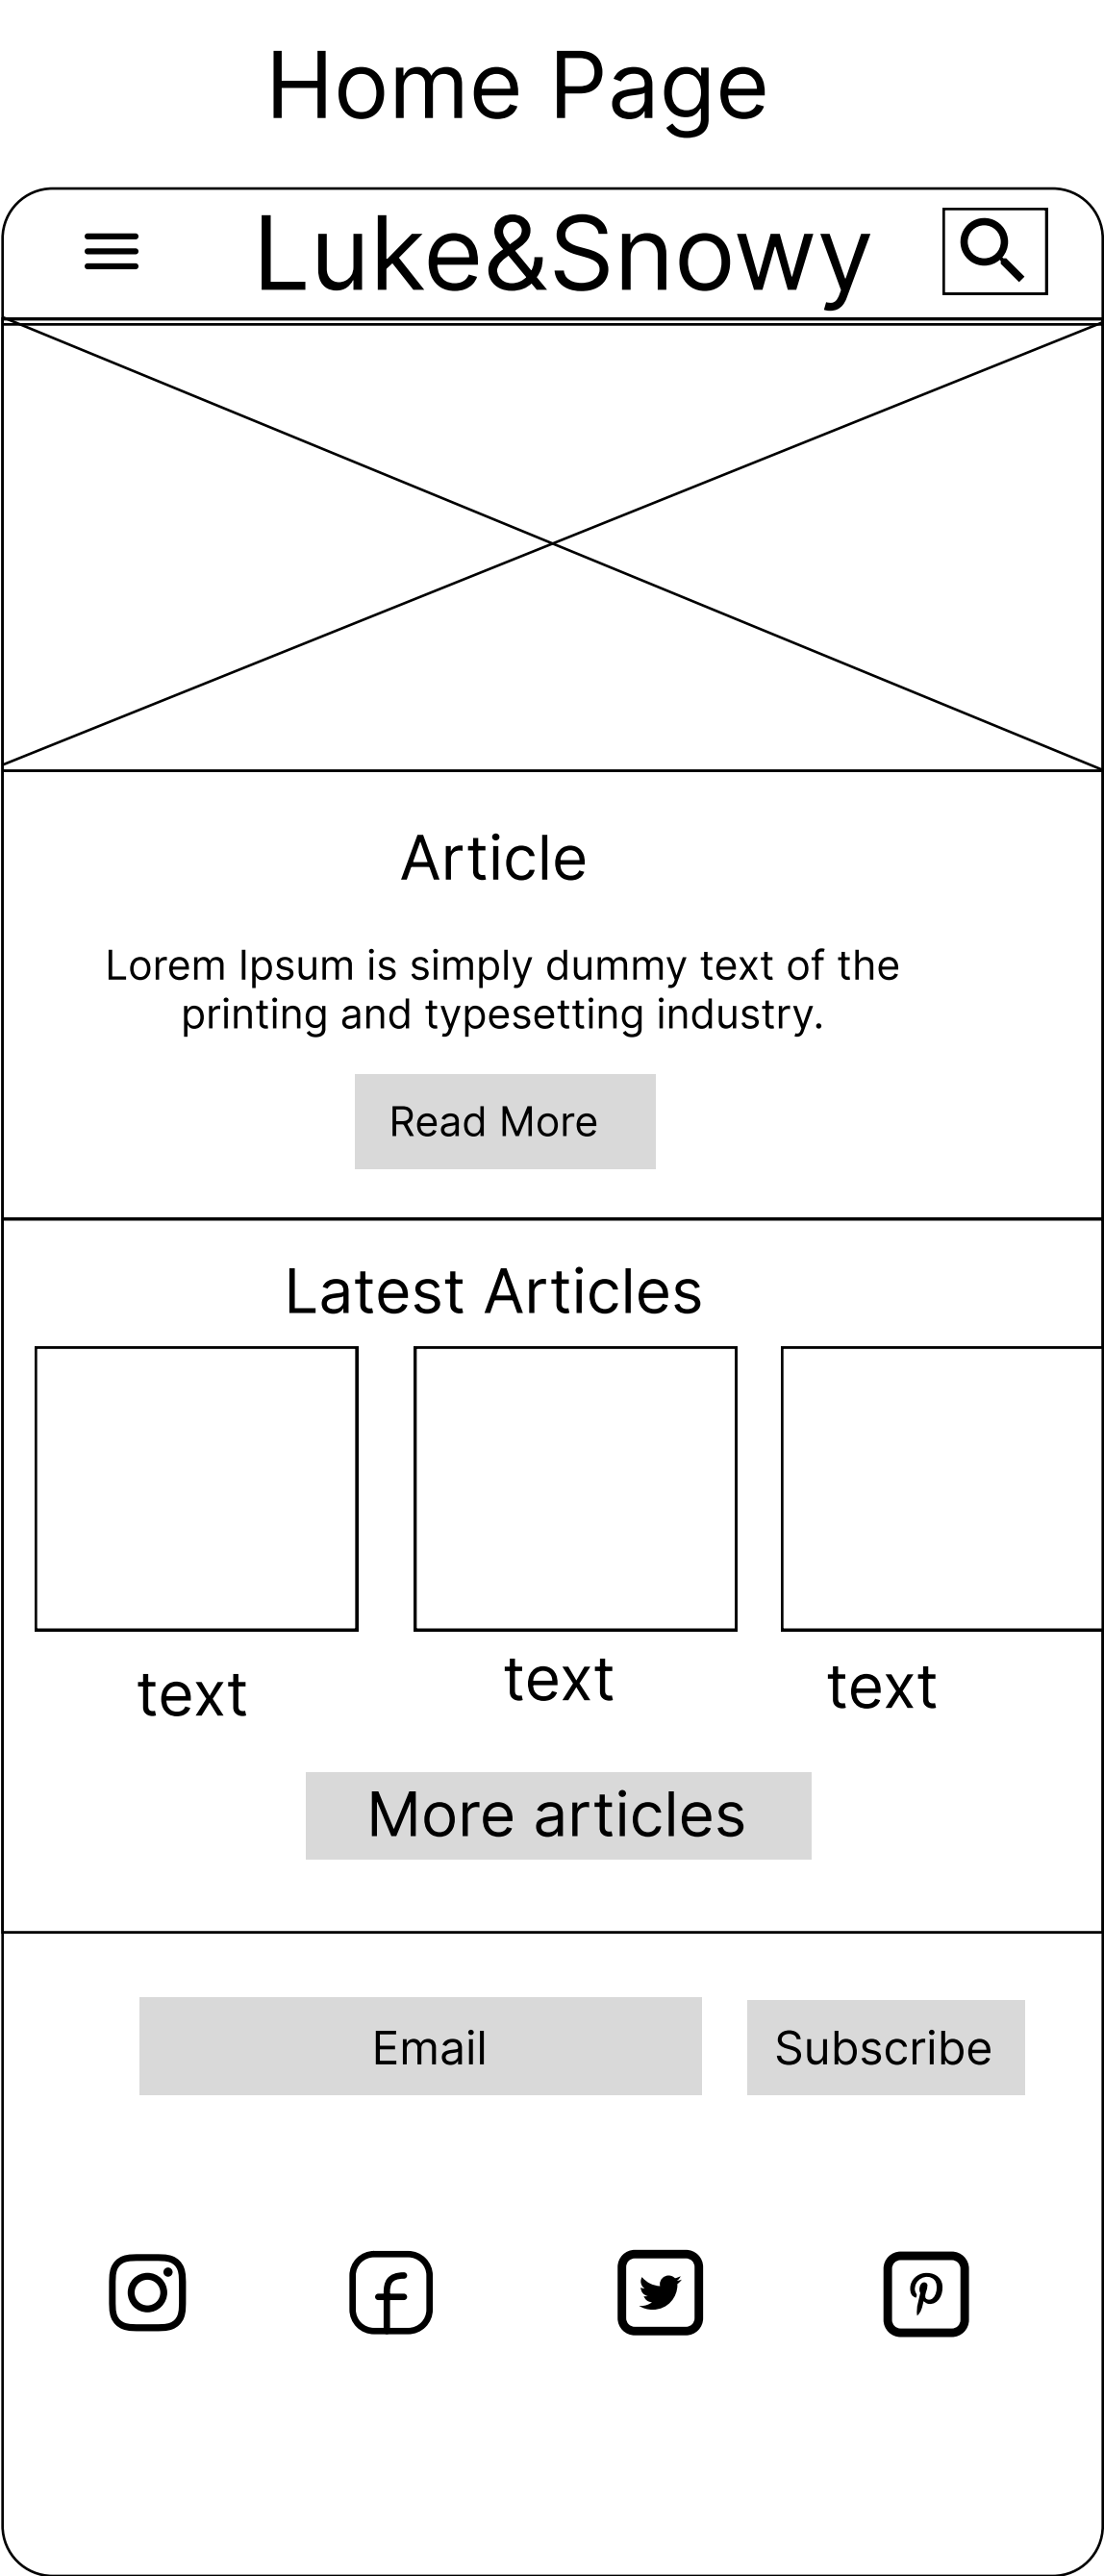 Home Page
Luke&Snowy
Article
Lorem Ipsum is simply dummy text of the
printing and typesetting industry.
Read More
Latest Articles
text
text
text
More articles
Email
Subscribe